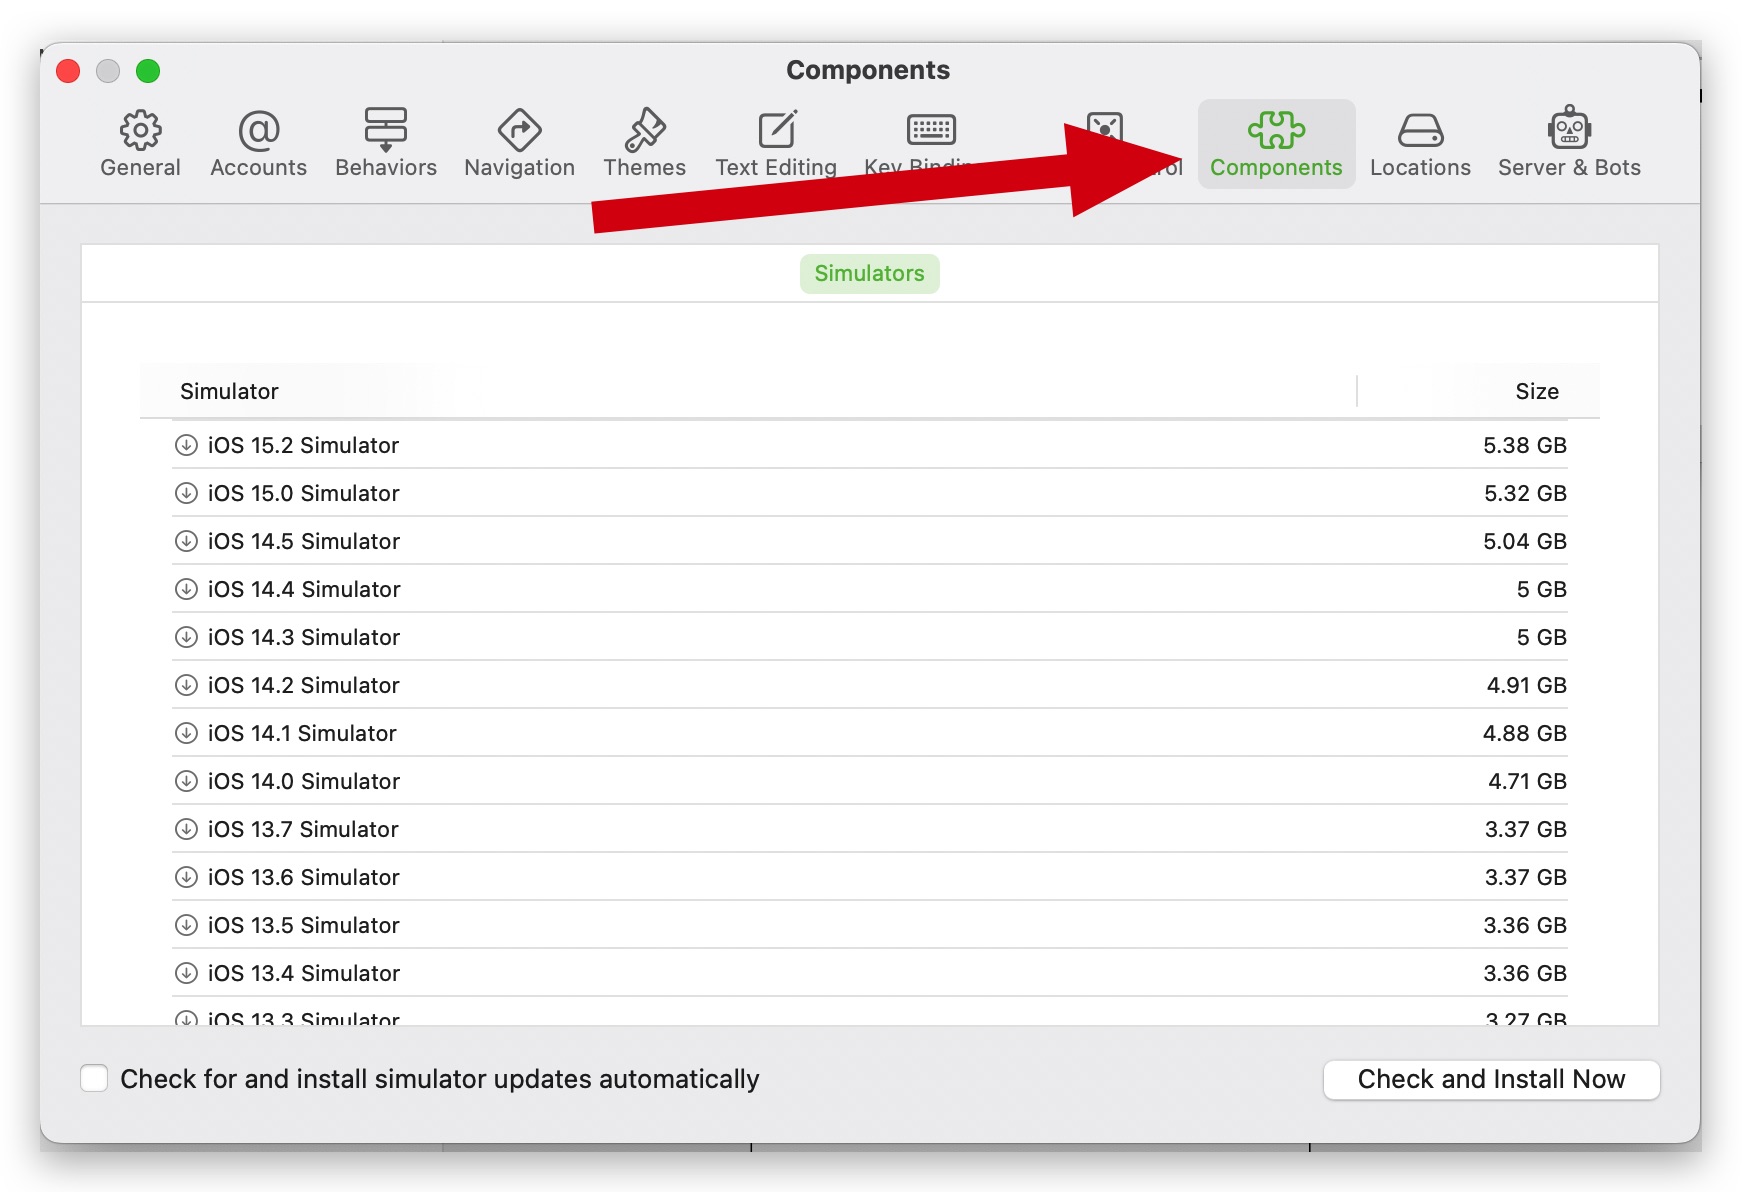 Components
General Accounts Behaviors Navigation Themes Text Editing Key Components Locations Server & Bots
Simulators
Simulator Size
iOS 15.2 Simulator 5.38 GB
iOS 15.0 Simulator 5.32 GB
iOS 14.5 Simulator 5.04 GB
iOS 14.4 Simulator 5 GB
iOS 14.3 Simulator 5 GB
iOS 14.2 Simulator 4.91 GB
iOS 14.1 Simulator 4.88 GB
iOS 14.0 Simulator 4.71 GB
iOS 13.7 Simulator 3.37 GB
iOS 13.6 Simulator 3.37 GB
iOS 13.5 Simulator 3.36 GB
iOS 13.4 Simulator 3.36 GB
iOS 13.3 Simulator 3.27 GB
Check for and install simulator updates automatically
Check and Install Now